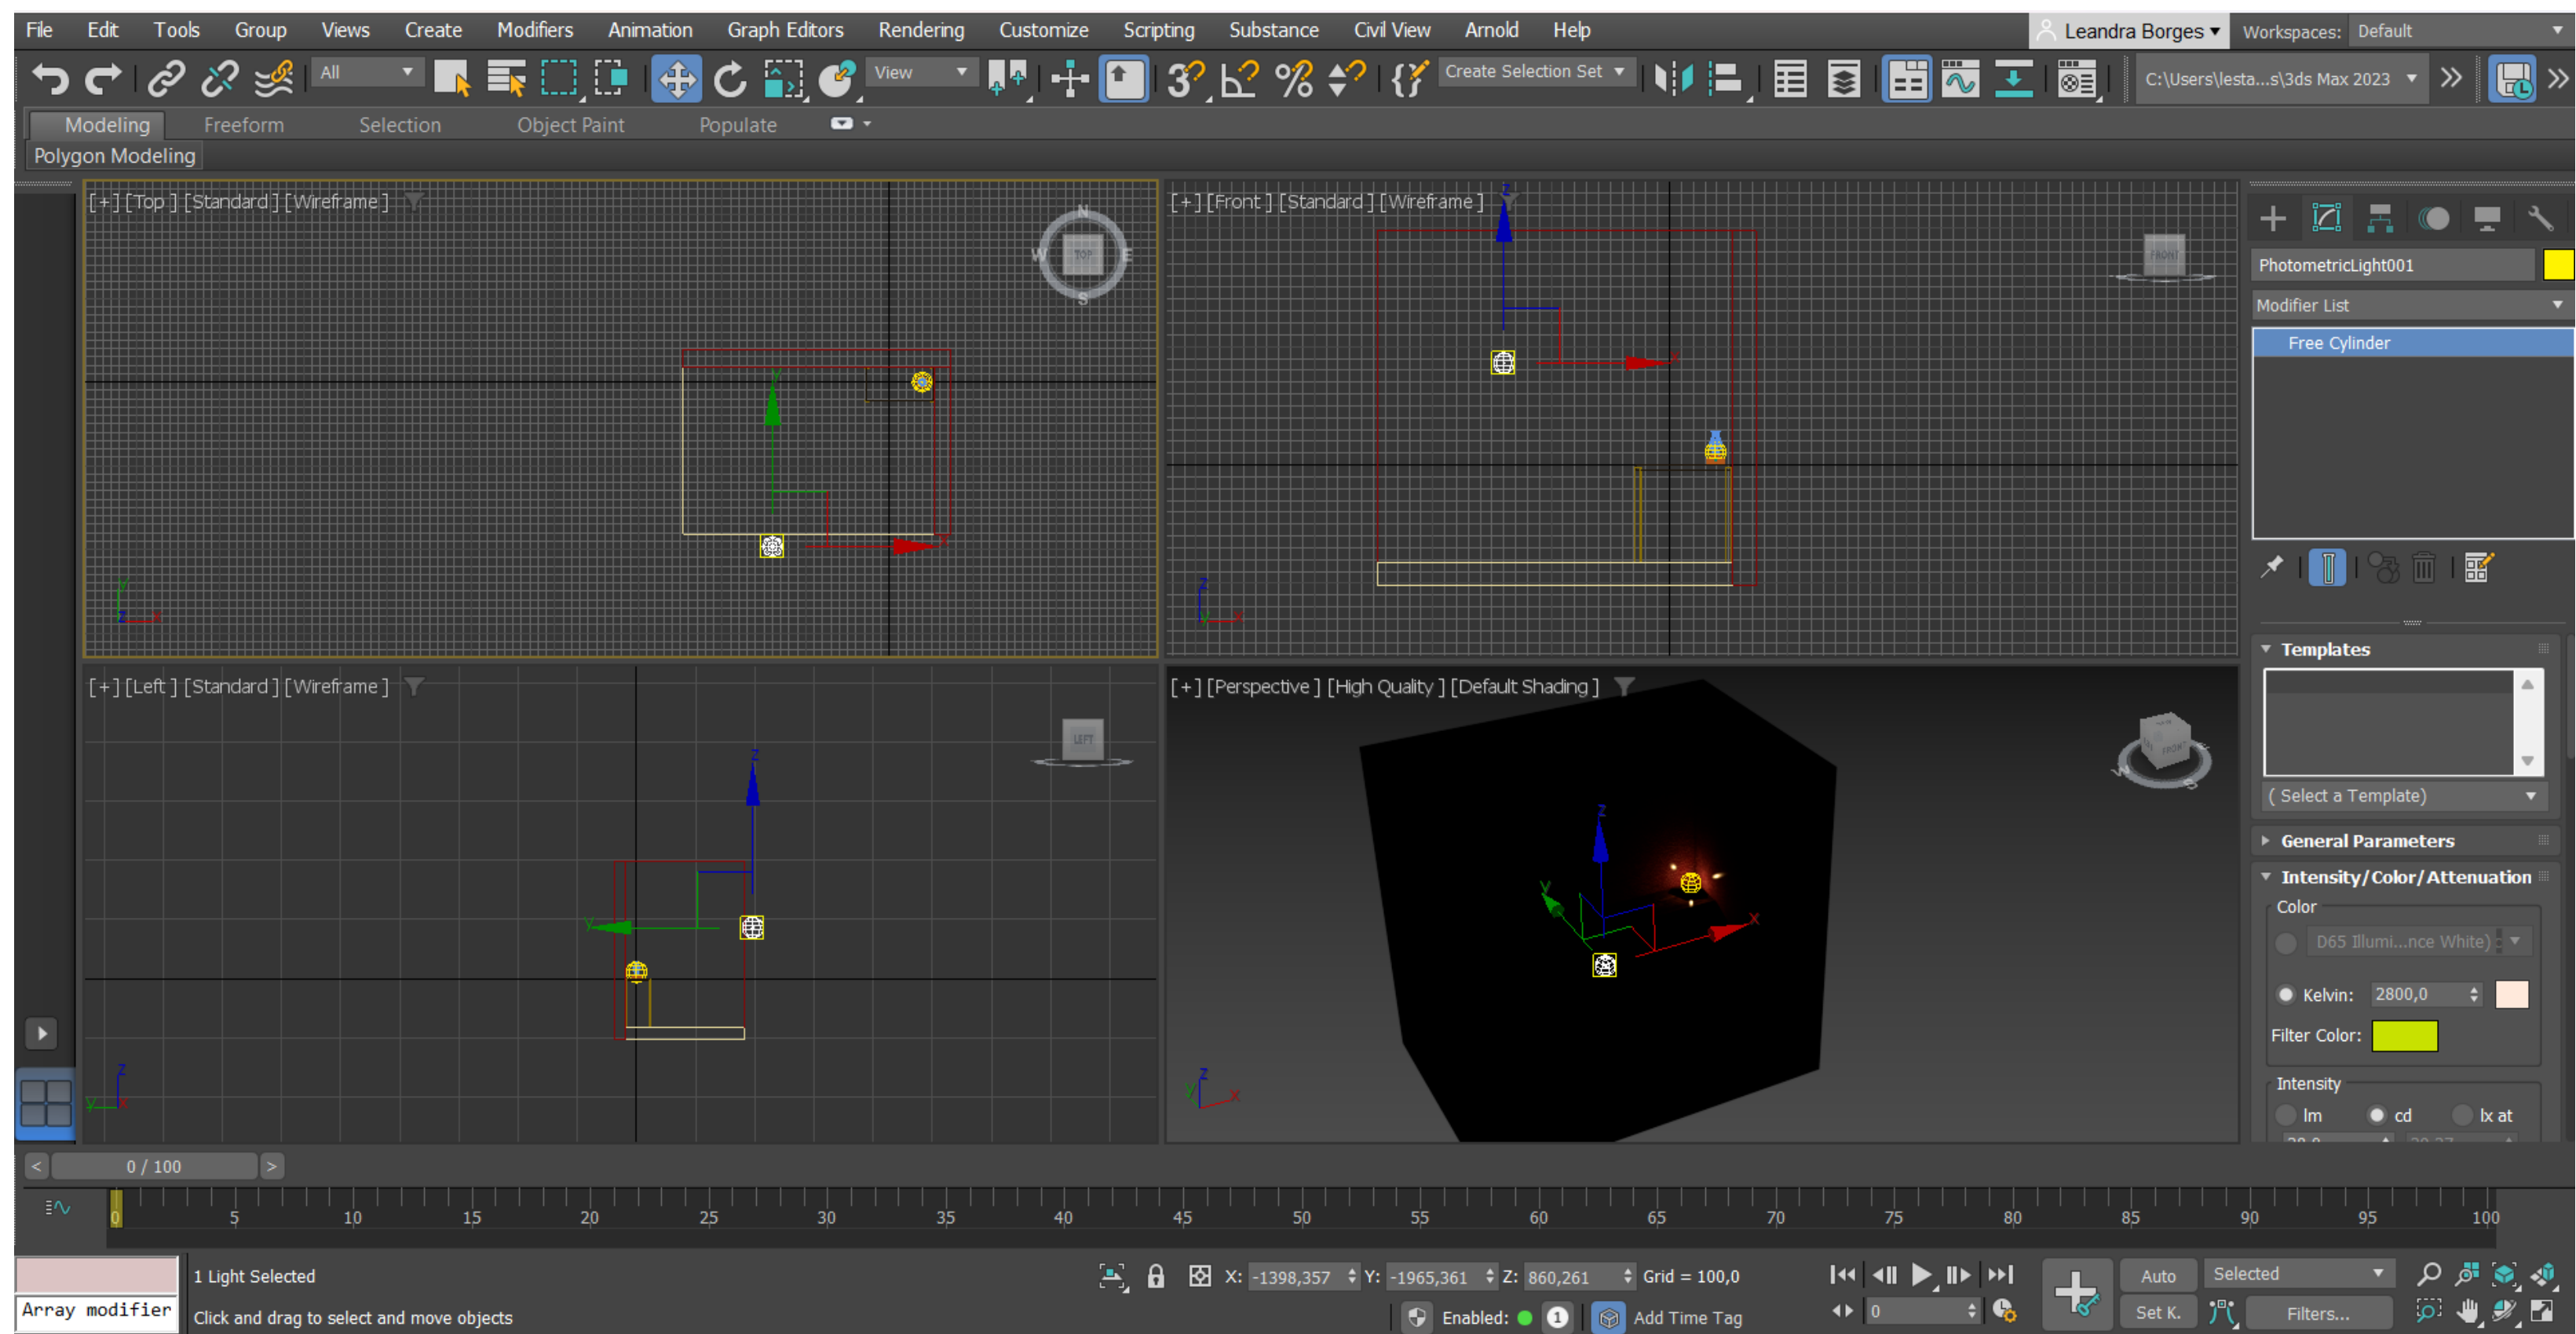 File Edit Tools Group Views Create Modifiers Animation Graph Editors Rendering Customize Scripting Substance Civil View Arnold Help Leandra Borges Workspaces: Default
All View Create Selection Set C:\Users\lesta...s\3ds Max 2023
Modeling Freeform Selection Object Paint Populate
Polygon Modeling
[+] [Top ] [Standard ] [Wireframe ]
N
W TOP E
S
y
x
y
z x
[+] [Front ] [Standard ] [Wireframe ]
z
FRONT
x
z
y x
[+] [Left ] [Standard ] [Wireframe ]
LEFT
z
y
z
y x
[+] [Perspective ] [High Quality ] [Default Shading ]
FRONT
W S
z
y
x
z
y x
PhotometricLight001
Modifier List
Free Cylinder
Templates
( Select a Template)
General Parameters
Intensity/Color/Attenuation
Color
D65 Illumi...nce White)
Kelvin: 2800,0
Filter Color:
Intensity
lm cd lx at
< 0 / 100 >
0 5 10 15 20 25 30 35 40 45 50 55 60 65 70 75 80 85 90 95 100
1 Light Selected X: -1398,357 Y: -1965,361 Z: 860,261 Grid = 100,0 Auto Selected
Array modifier Click and drag to select and move objects Enabled: 1 Add Time Tag 0 Set K. Filters...